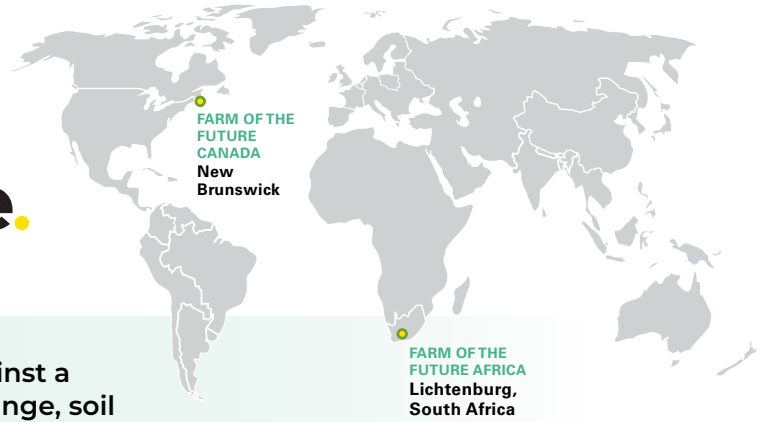 FARM OF THE
FUTURE
CANADA
New
Brunswick
e.
FARM OF THE
FUTURE AFRICA
Lichtenburg,
South Africa
inst a
nge, soil